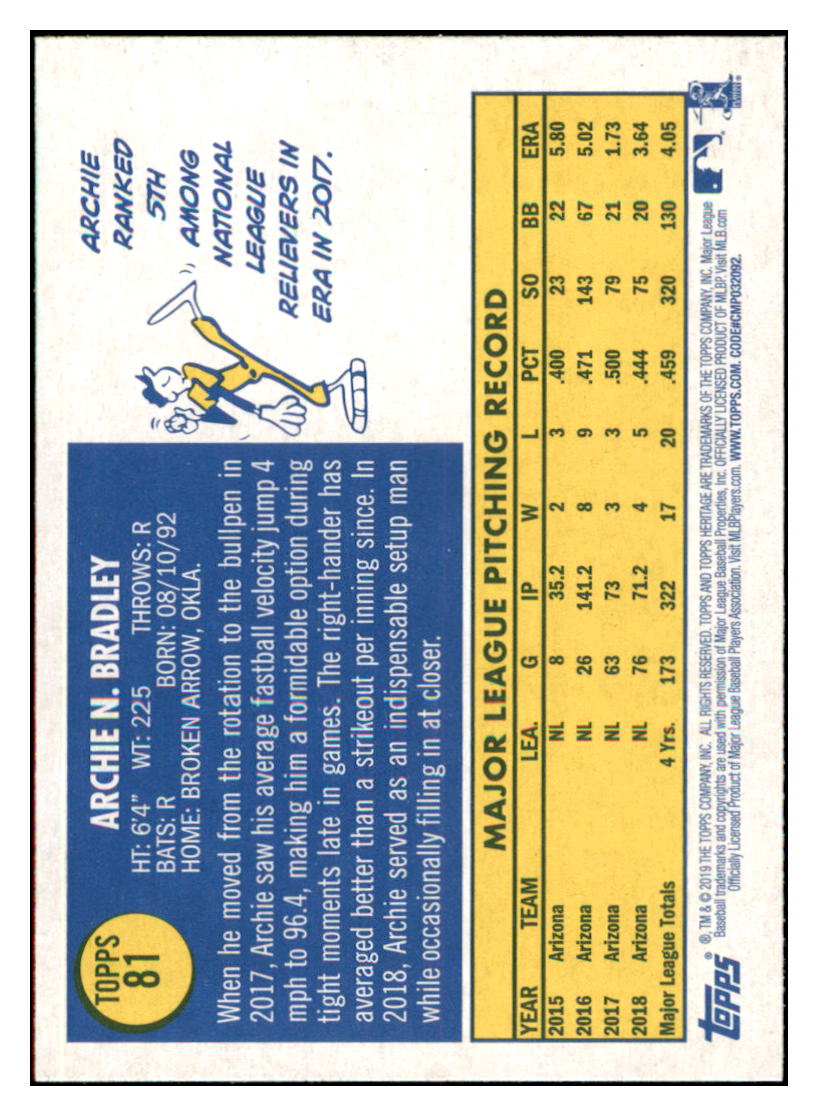 TOPPS
81
ARCHIE N. BRADLEY
HT: 6'4" WT: 225 THROWS: R
BATS: R BORN: 08/10/92
HOME: BROKEN ARROW, OKLA.
When he moved from the rotation to the bullpen in
2017, Archie saw his average fastball velocity jump 4
mph to 96.4, making him a formidable option during
tight moments late in games. The right-hander has
averaged better than a strikeout per inning since. In
2018, Archie served as an indispensable setup man
while occasionally filling in at closer.
ARCHIE
RANKED
5TH
AMONG
NATIONAL
LEAGUE
RELIEVERS IN
ERA IN 2017.
MAJOR LEAGUE PITCHING RECORD
YEAR TEAM LEA. G IP W L PCT SO BB ERA
2015 Arizona NL 8 35.2 2 3 .400 23 22 5.80
2016 Arizona NL 26 141.2 8 9 .471 143 67 5.02
2017 Arizona NL 63 73 3 3 .500 79 21 1.73
2018 Arizona NL 76 71.2 4 5 .444 75 20 3.64
Major League Totals 4 Yrs. 173 322 17 20 .459 320 130 4.05
topps
®, TM & © 2019 THE TOPPS COMPANY, INC. ALL RIGHTS RESERVED. TOPPS AND TOPPS HERITAGE ARE TRADEMARKS OF THE TOPPS COMPANY, INC. Major League
Baseball trademarks and copyrights are used with permission of Major League Baseball Properties, Inc. OFFICIALLY LICENSED PRODUCT OF MLBP. Visit MLB.com
Officially Licensed Product of Major League Baseball Players Association. Visit MLBPlayers.com. WWW.TOPPS.COM. CODE#CMP032092.